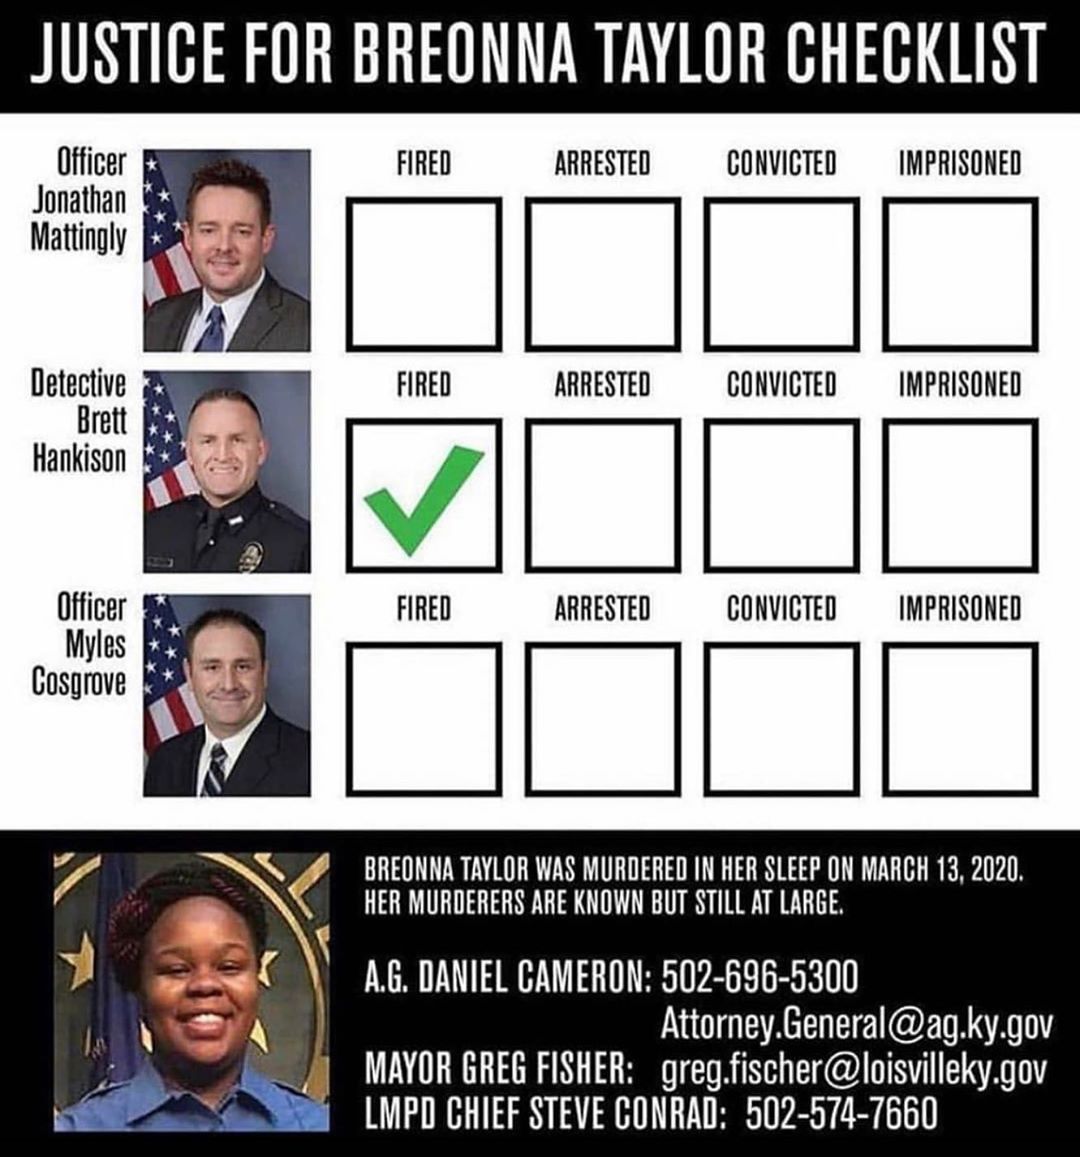 JUSTICE FOR BREONNA TAYLOR CHECKLIST
Officer
Jonathan
Mattingly
FIRED ARRESTED CONVICTED IMPRISONED
Detective
Brett
Hankison
FIRED ARRESTED CONVICTED IMPRISONED
Officer
Myles
Cosgrove
FIRED ARRESTED CONVICTED IMPRISONED
BREONNA TAYLOR WAS MURDERED IN HER SLEEP ON MARCH 13, 2020.
HER MURDERERS ARE KNOWN BUT STILL AT LARGE.
A.G. DANIEL CAMERON: 502-696-5300
Attorney.General@ag.ky.gov
MAYOR GREG FISHER: greg.fischer@loisvilleky.gov
LMPD CHIEF STEVE CONRAD: 502-574-7660